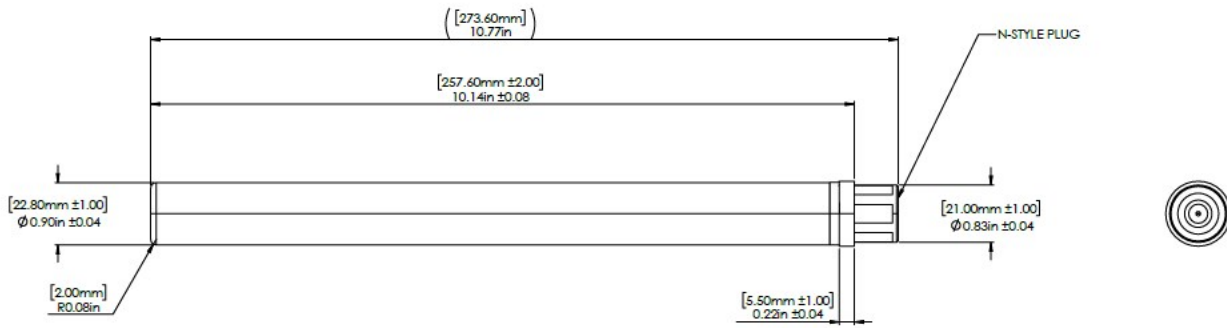 ([273.60mm]
10.77in)
N-STYLE PLUG
[257.60mm ±2.00]
10.14in ±0.08
[22.80mm ±1.00]
Ø0.90in ±0.04
[21.00mm ±1.00]
Ø0.83in ±0.04
[2.00mm]
R0.08in
[5.50mm ±1.00]
0.22in ±0.04